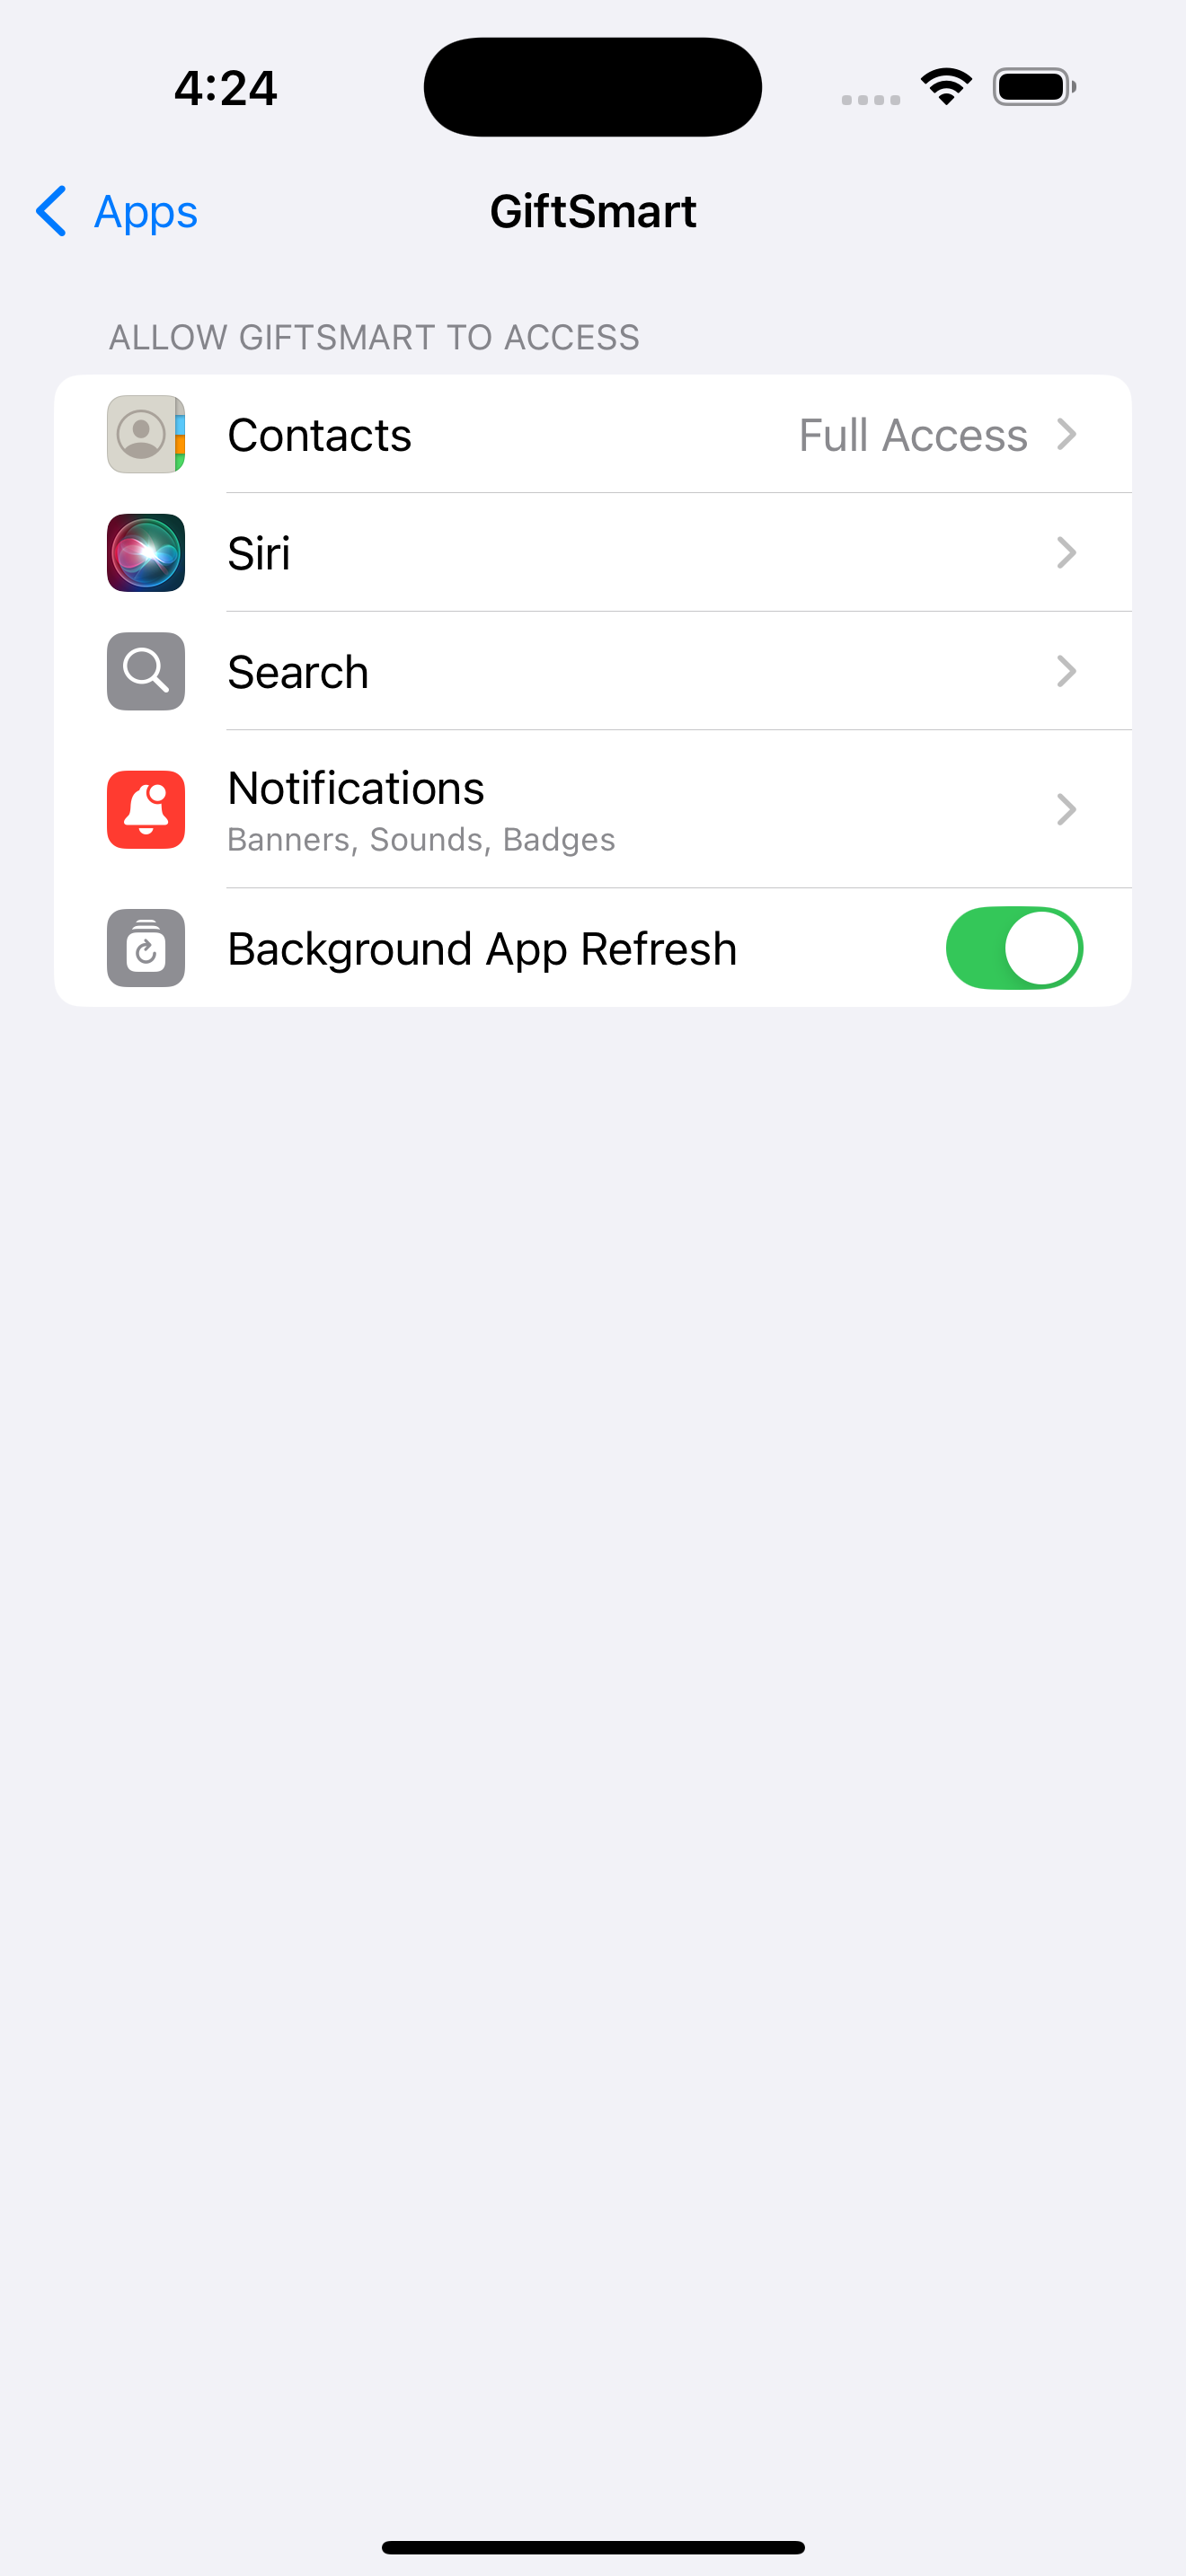 4:24
Apps
GiftSmart
ALLOW GIFTSMART TO ACCESS
Contacts Full Access
Siri
Search
Notifications
Banners, Sounds, Badges
Background App Refresh